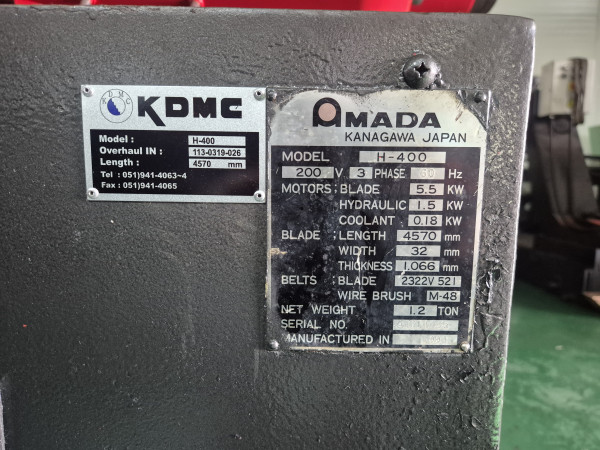 KDMC
Model : H-400
Overhaul IN : 113-0319-026
Length : 4570 mm
Tel : 051)941-4063~4
Fax : 051)941-4065
AMADA
KANAGAWA JAPAN
MODEL H-400
200 V 3 PHASE 60 Hz
MOTORS; BLADE 5.5 KW
HYDRAULIC 1.5 KW
COOLANT 0.18 KW
BLADE ; LENGTH 4570 mm
WIDTH 32 mm
THICKNESS 1.066 mm
BELTS ; BLADE 2322V 521
WIRE BRUSH M-48
NET WEIGHT 1.2 TON
SERIAL NO.
MANUFACTURED IN